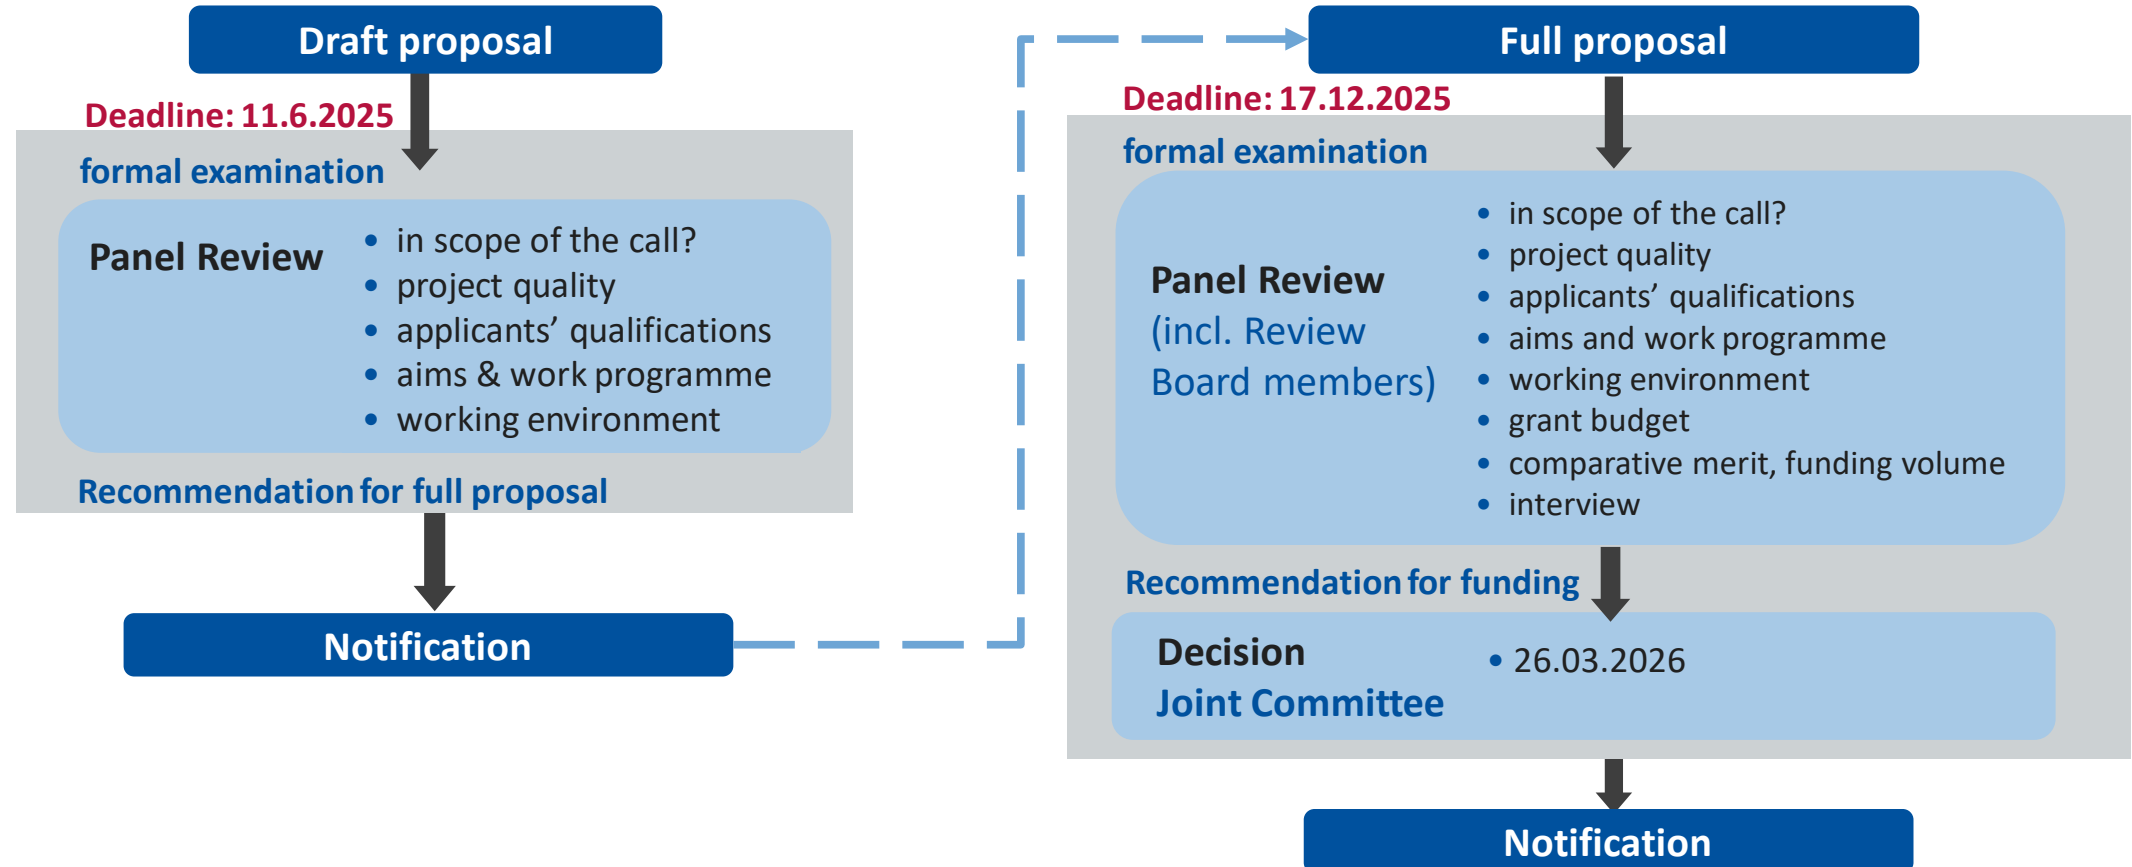 Draft proposal
Deadline: 11.6.2025
formal examination
Panel Review
• in scope of the call?
• project quality
• applicants’ qualifications
• aims & work programme
• working environment
Recommendation for full proposal
Notification
Full proposal
Deadline: 17.12.2025
formal examination
Panel Review
(incl. Review
Board members)
• in scope of the call?
• project quality
• applicants’ qualifications
• aims and work programme
• working environment
• grant budget
• comparative merit, funding volume
• interview
Recommendation for funding
Decision
Joint Committee
• 26.03.2026
Notification